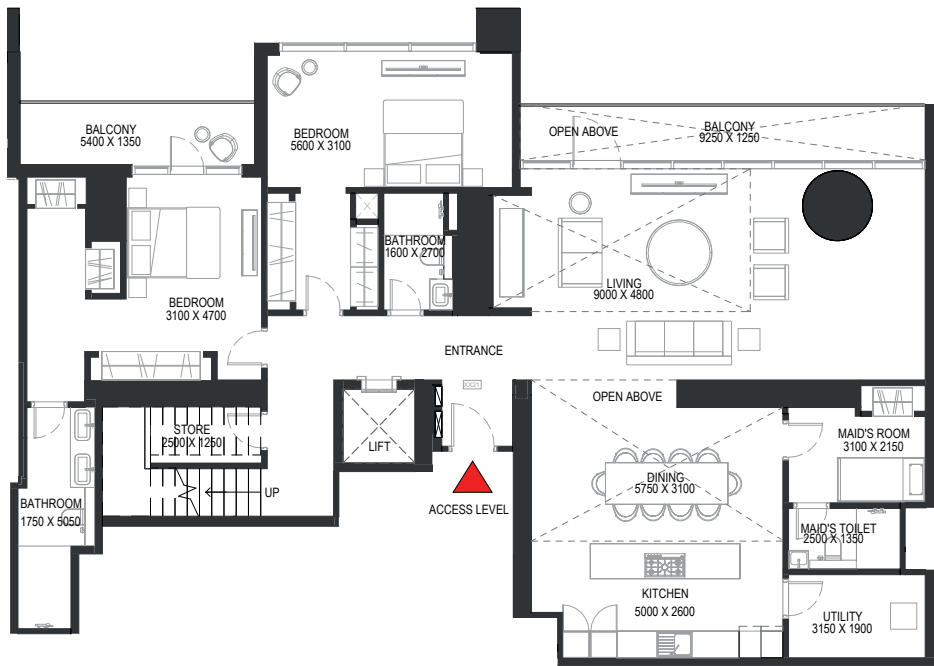 BEDROOM
5600 X 3100
BALCONY
5400 X 1350
OPEN ABOVE
BALCONY
9250 X 1250
BATHROOM
1600 X 2700
BEDROOM
3100 X 4700
LIVING
9000 X 4800
ENTRANCE
XX21
OPEN ABOVE
STORE
2500 X 1250
LIFT
MAID'S ROOM
3100 X 2150
UP
DINING
5750 X 3100
BATHROOM
1750 X 5050
ACCESS LEVEL
MAID'S TOILET
2500 X 1350
KITCHEN
5000 X 2600
UTILITY
3150 X 1900